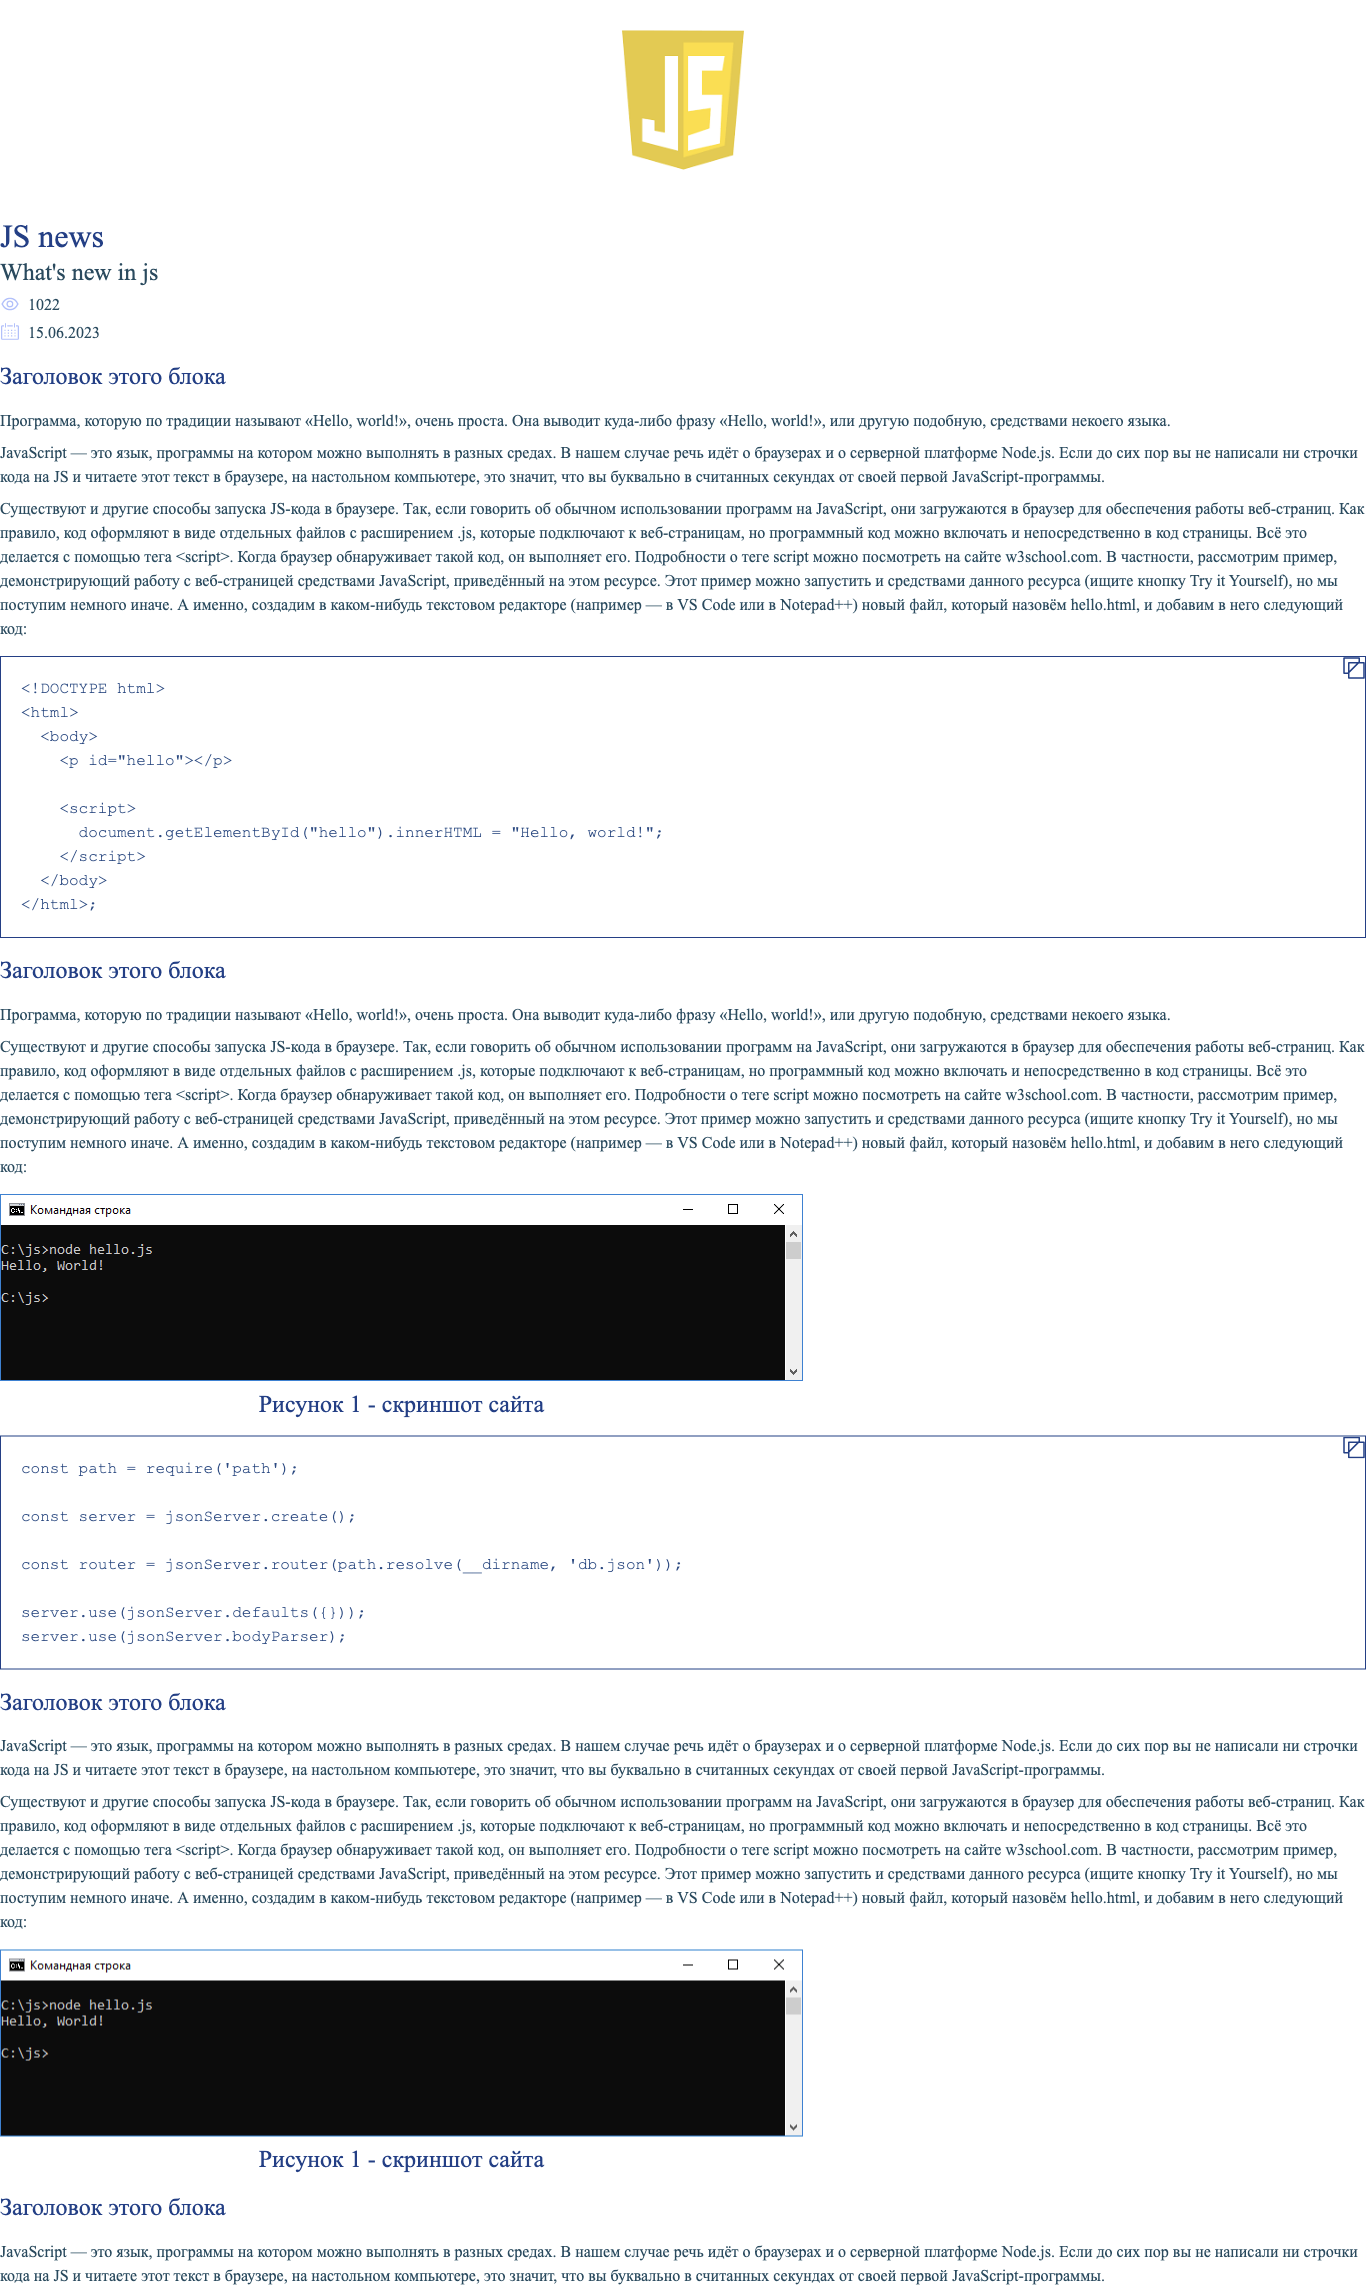 JS
JS news
What's new in js
1022
15.06.2023
Заголовок этого блока
Программа, которую по традиции называют «Hello, world!», очень проста. Она выводит куда-либо фразу «Hello, world!», или другую подобную, средствами некоего языка.
JavaScript — это язык, программы на котором можно выполнять в разных средах. В нашем случае речь идёт о браузерах и о серверной платформе Node.js. Если до сих пор вы не написали ни строчки
кода на JS и читаете этот текст в браузере, на настольном компьютере, это значит, что вы буквально в считанных секундах от своей первой JavaScript-программы.
Существуют и другие способы запуска JS-кода в браузере. Так, если говорить об обычном использовании программ на JavaScript, они загружаются в браузер для обеспечения работы веб-страниц. Как
правило, код оформляют в виде отдельных файлов с расширением .js, которые подключают к веб-страницам, но программный код можно включать и непосредственно в код страницы. Всё это
делается с помощью тега <script>. Когда браузер обнаруживает такой код, он выполняет его. Подробности о теге script можно посмотреть на сайте w3school.com. В частности, рассмотрим пример,
демонстрирующий работу с веб-страницей средствами JavaScript, приведённый на этом ресурсе. Этот пример можно запустить и средствами данного ресурса (ищите кнопку Try it Yourself), но мы
поступим немного иначе. А именно, создадим в каком-нибудь текстовом редакторе (например — в VS Code или в Notepad++) новый файл, который назовём hello.html, и добавим в него следующий
код:
<!DOCTYPE html>
<html>
  <body>
    <p id="hello"></p>

    <script>
      document.getElementById("hello").innerHTML = "Hello, world!";
    </script>
  </body>
</html>;
Заголовок этого блока
Программа, которую по традиции называют «Hello, world!», очень проста. Она выводит куда-либо фразу «Hello, world!», или другую подобную, средствами некоего языка.
Существуют и другие способы запуска JS-кода в браузере. Так, если говорить об обычном использовании программ на JavaScript, они загружаются в браузер для обеспечения работы веб-страниц. Как
правило, код оформляют в виде отдельных файлов с расширением .js, которые подключают к веб-страницам, но программный код можно включать и непосредственно в код страницы. Всё это
делается с помощью тега <script>. Когда браузер обнаруживает такой код, он выполняет его. Подробности о теге script можно посмотреть на сайте w3school.com. В частности, рассмотрим пример,
демонстрирующий работу с веб-страницей средствами JavaScript, приведённый на этом ресурсе. Этот пример можно запустить и средствами данного ресурса (ищите кнопку Try it Yourself), но мы
поступим немного иначе. А именно, создадим в каком-нибудь текстовом редакторе (например — в VS Code или в Notepad++) новый файл, который назовём hello.html, и добавим в него следующий
код:
Командная строка
C:\js>node hello.js
Hello, World!
C:\js>
Рисунок 1 - скриншот сайта
const path = require('path');

const server = jsonServer.create();

const router = jsonServer.router(path.resolve(__dirname, 'db.json'));

server.use(jsonServer.defaults({}));
server.use(jsonServer.bodyParser);
Заголовок этого блока
JavaScript — это язык, программы на котором можно выполнять в разных средах. В нашем случае речь идёт о браузерах и о серверной платформе Node.js. Если до сих пор вы не написали ни строчки
кода на JS и читаете этот текст в браузере, на настольном компьютере, это значит, что вы буквально в считанных секундах от своей первой JavaScript-программы.
Существуют и другие способы запуска JS-кода в браузере. Так, если говорить об обычном использовании программ на JavaScript, они загружаются в браузер для обеспечения работы веб-страниц. Как
правило, код оформляют в виде отдельных файлов с расширением .js, которые подключают к веб-страницам, но программный код можно включать и непосредственно в код страницы. Всё это
делается с помощью тега <script>. Когда браузер обнаруживает такой код, он выполняет его. Подробности о теге script можно посмотреть на сайте w3school.com. В частности, рассмотрим пример,
демонстрирующий работу с веб-страницей средствами JavaScript, приведённый на этом ресурсе. Этот пример можно запустить и средствами данного ресурса (ищите кнопку Try it Yourself), но мы
поступим немного иначе. А именно, создадим в каком-нибудь текстовом редакторе (например — в VS Code или в Notepad++) новый файл, который назовём hello.html, и добавим в него следующий
код:
Командная строка
C:\js>node hello.js
Hello, World!
C:\js>
Рисунок 1 - скриншот сайта
Заголовок этого блока
JavaScript — это язык, программы на котором можно выполнять в разных средах. В нашем случае речь идёт о браузерах и о серверной платформе Node.js. Если до сих пор вы не написали ни строчки
кода на JS и читаете этот текст в браузере, на настольном компьютере, это значит, что вы буквально в считанных секундах от своей первой JavaScript-программы.